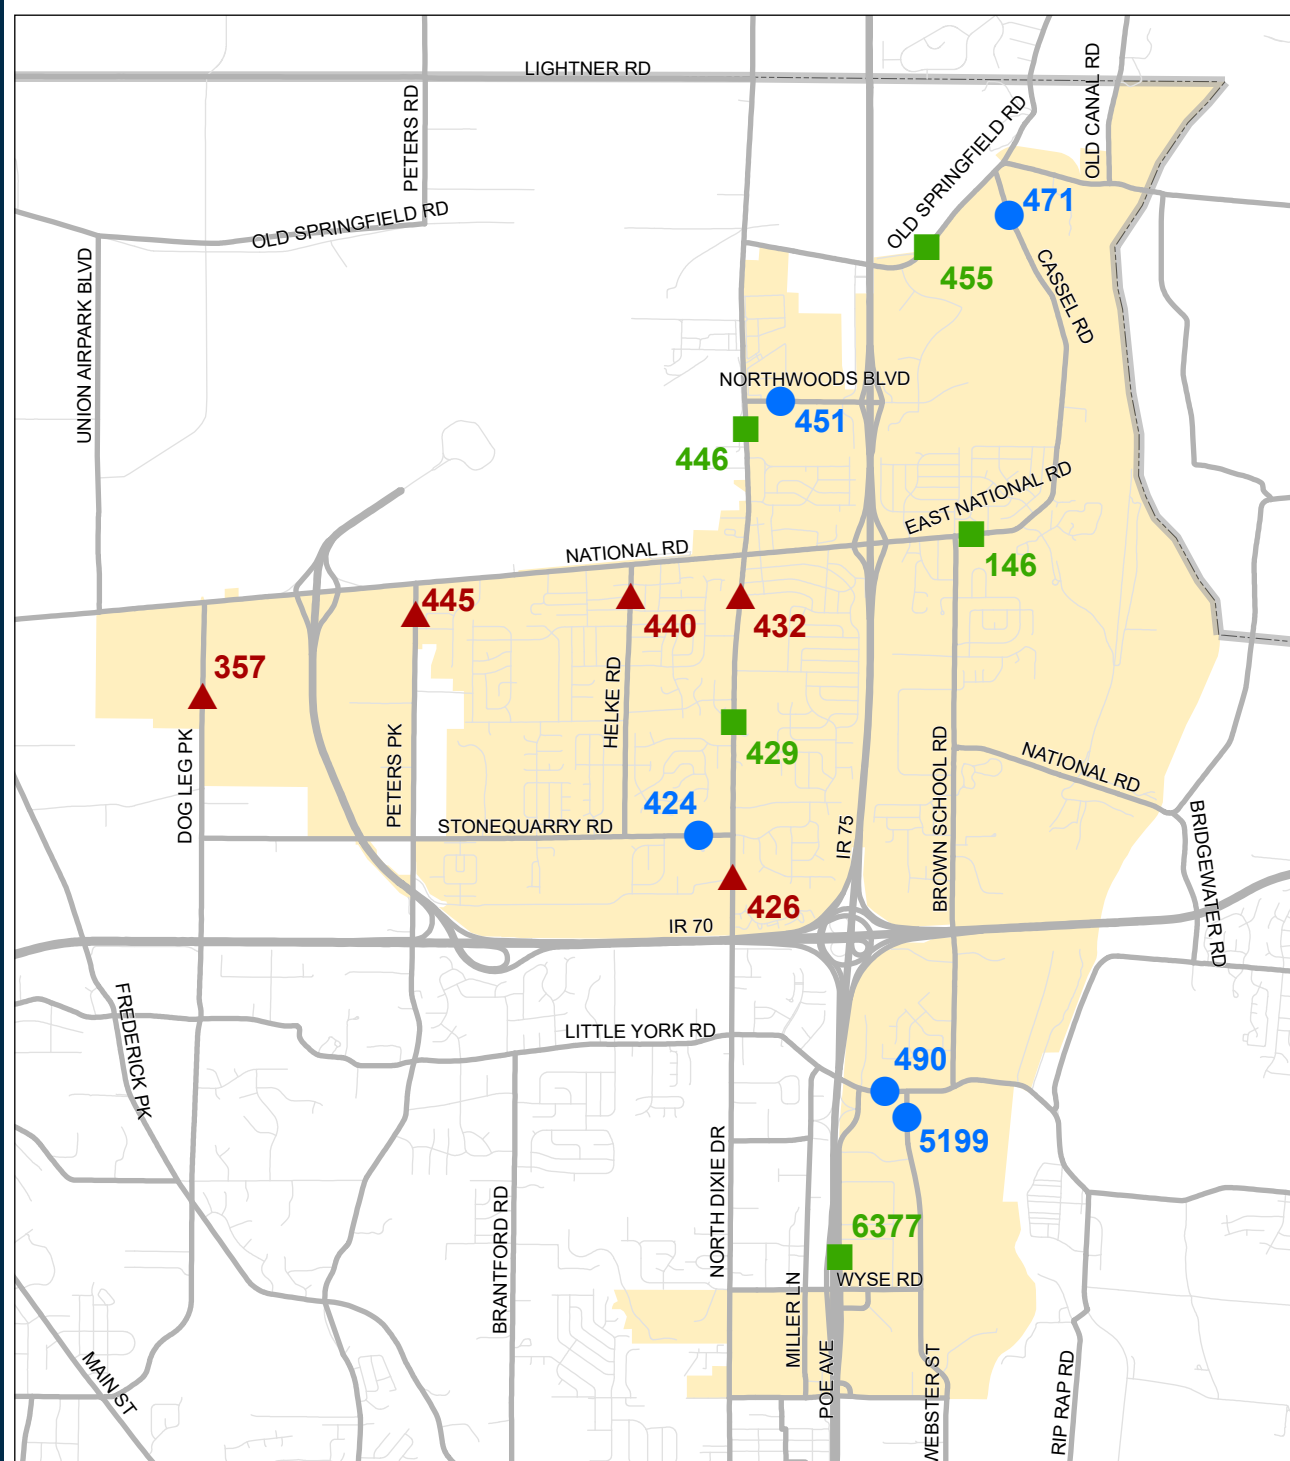 LIGHTNER RD
PETERS RD
OLD CANAL RD
OLD SPRINGFIELD RD
OLD SPRINGFIELD RD
471
455
UNION AIRPARK BLVD
CASSEL RD
NORTHWOODS BLVD
451
446
EAST NATIONAL RD
NATIONAL RD
146
445
440
432
357
HELKE RD
DOG LEG PK
PETERS PK
429
BROWN SCHOOL RD
NATIONAL RD
424
STONEQUARRY RD
IR 75
BRIDGEWATER RD
426
IR 70
FREDERICK PK
LITTLE YORK RD
490
5199
NORTH DIXIE DR
BRANTFORD RD
6377
WYSE RD
MILLER LN
POE AVE
WEBSTER ST
MAIN ST
RIP RAP RD